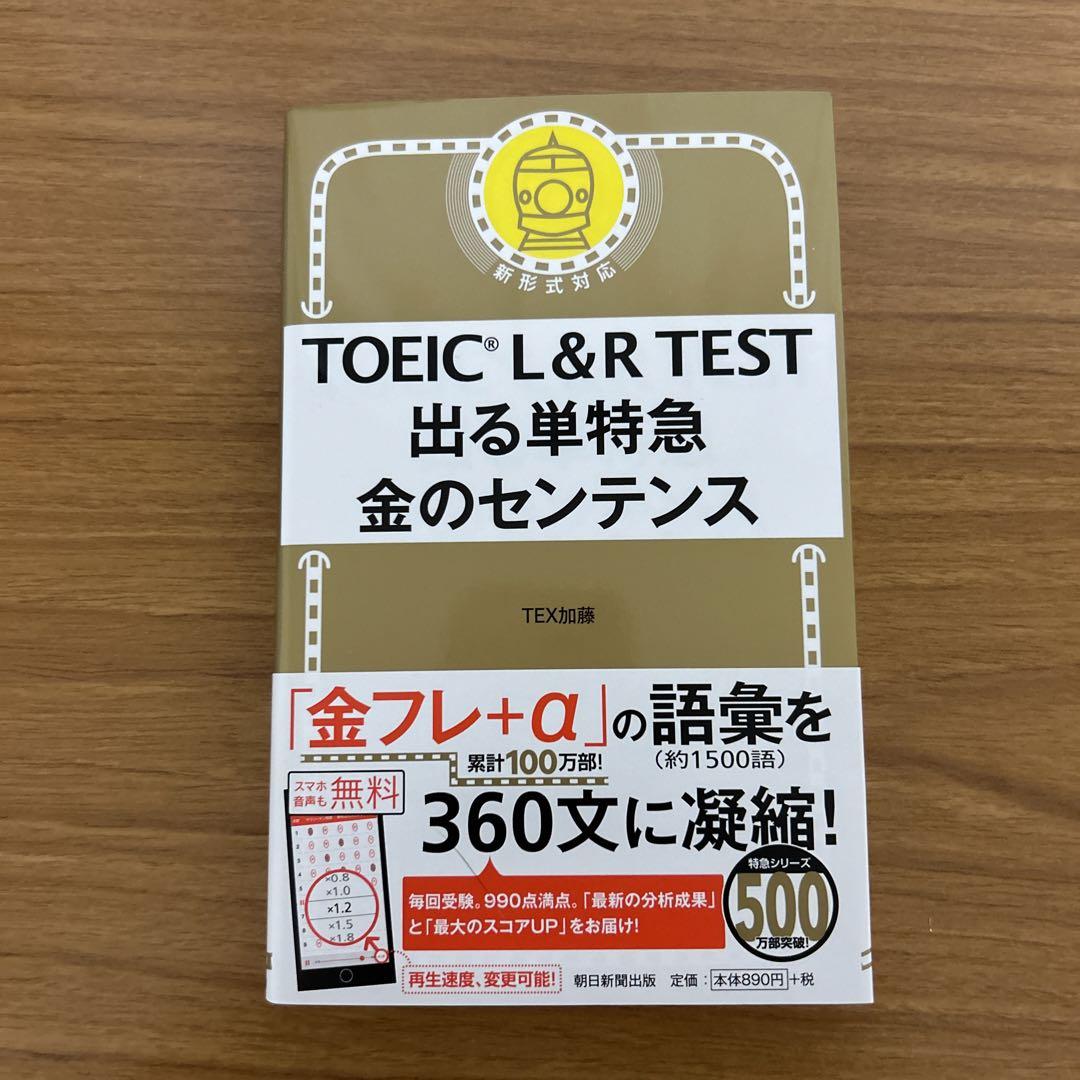 新形式対応
TOEIC® L&R TEST
出る単特急
金のセンテンス
TEX加藤
「金フレ+α」の語彙を
累計100万部!
(約1500語)
スマホ
音声も
無料
360文に凝縮!
毎回受験。990点満点。「最新の分析成果」
と「最大のスコアUP」をお届け!
特急シリーズ
500
万部突破!
×0.8
×1.0
×1.2
×1.5
×1.8
再生速度、変更可能!
朝日新聞出版 定価:本体890円+税